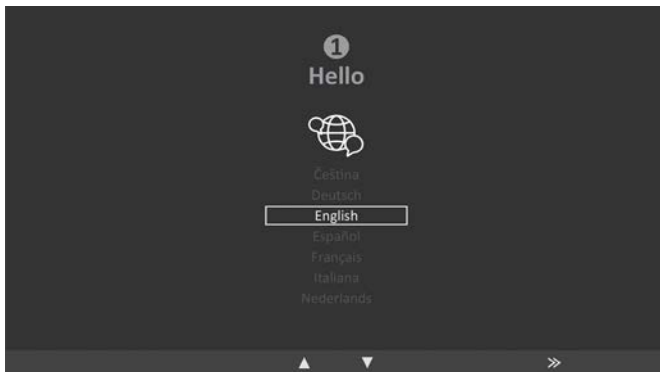 1
Hello
Čeština
Deutsch
English
Español
Français
Italiana
Nederlands